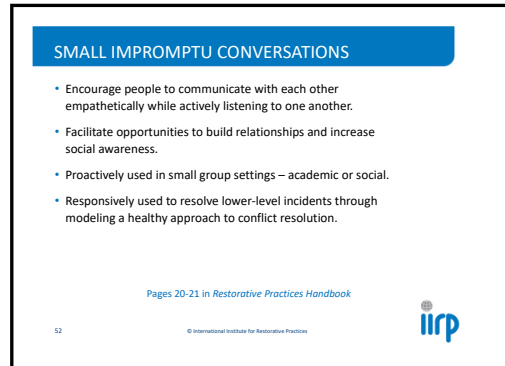 SMALL IMPROMPTU CONVERSATIONS
• Encourage people to communicate with each other
empathetically while actively listening to one another.
• Facilitate opportunities to build relationships and increase
social awareness.
• Proactively used in small group settings – academic or social.
• Responsively used to resolve lower-level incidents through
modeling a healthy approach to conflict resolution.
Pages 20-21 in Restorative Practices Handbook
52
© International Institute for Restorative Practices
iirp